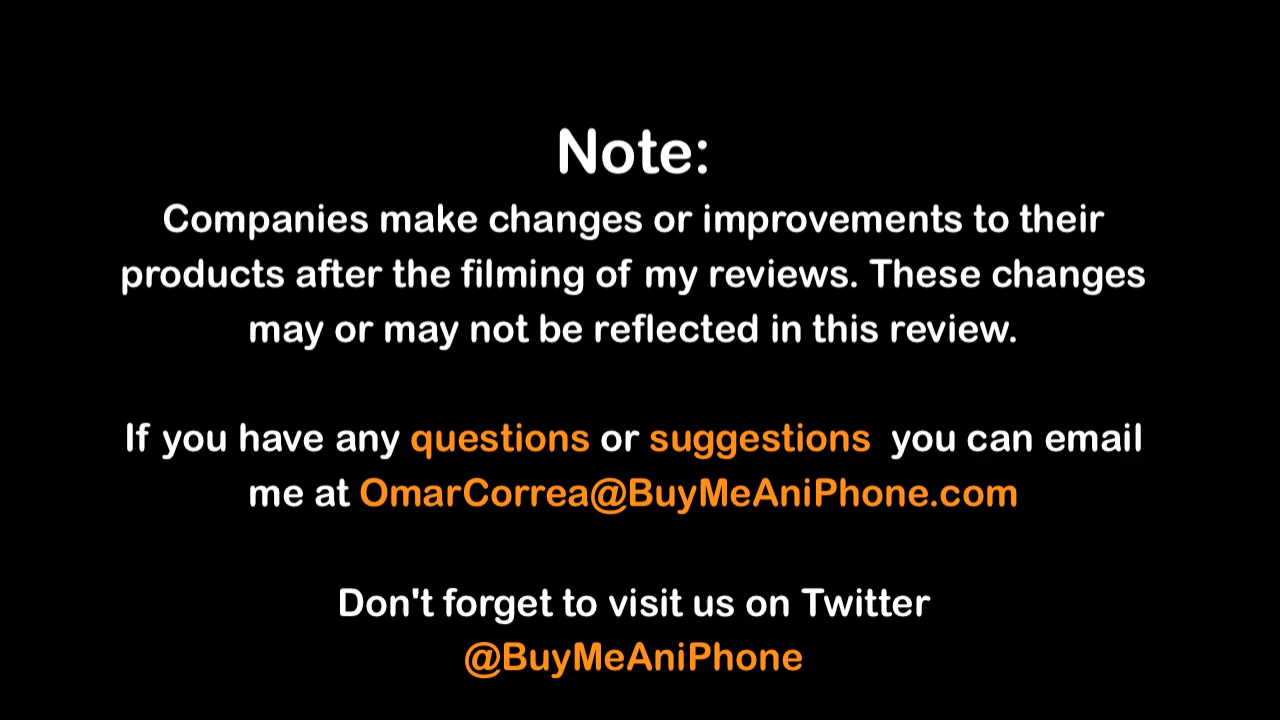 Note:
Companies make changes or improvements to their
products after the filming of my reviews. These changes
may or may not be reflected in this review.
If you have any questions or suggestions  you can email
me at OmarCorrea@BuyMeAniPhone.com
Don't forget to visit us on Twitter
@BuyMeAniPhone